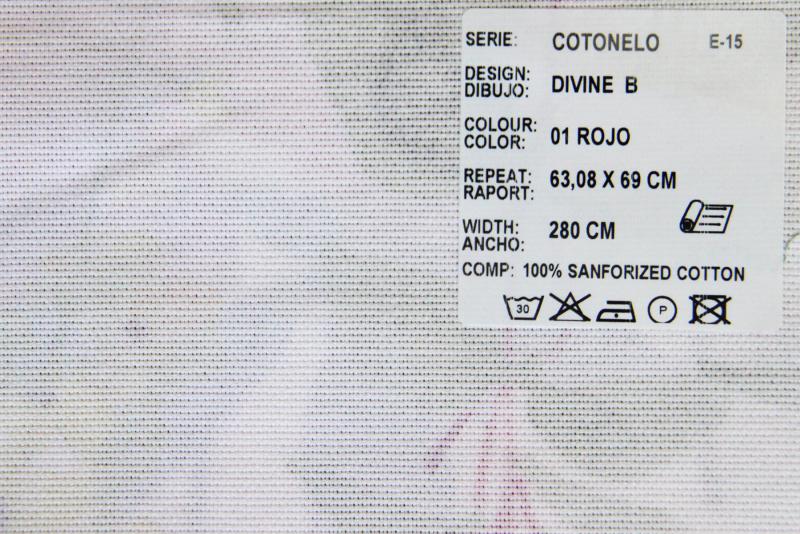 SERIE: COTONELO E-15
DESIGN:
DIBUJO: DIVINE B
COLOUR:
COLOR: 01 ROJO
REPEAT:
RAPORT: 63,08 X 69 CM
WIDTH:
ANCHO: 280 CM
COMP: 100% SANFORIZED COTTON
30 P